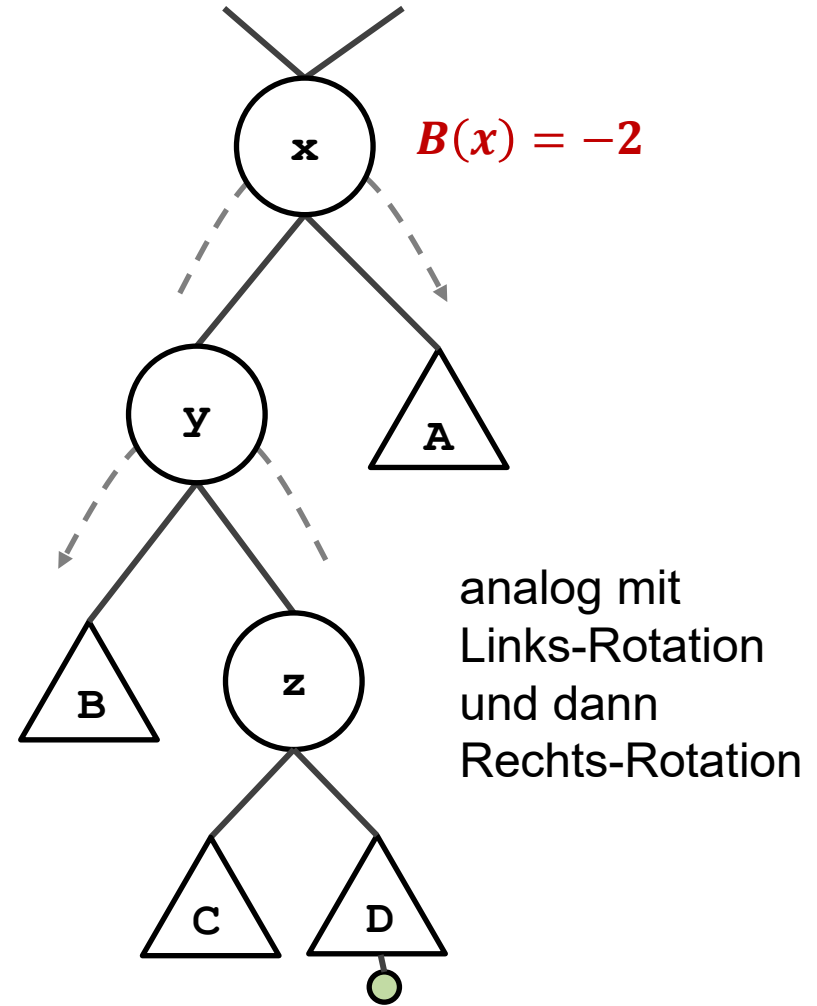 x
B(x) = −2
y
A
B
z
analog mit
Links-Rotation
und dann
Rechts-Rotation
C
D